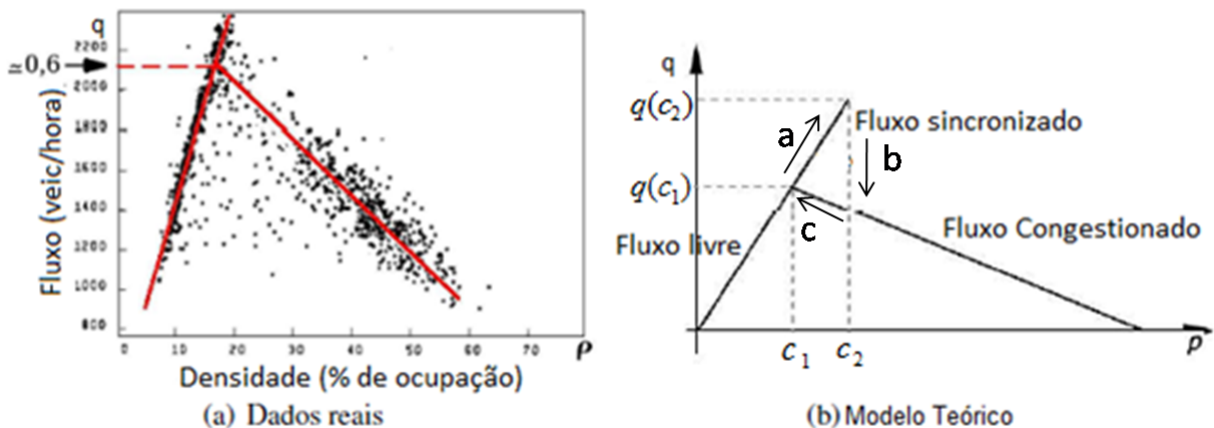 q
2200
≃0,6
2000
1800
1600
1400
1200
1000
800
Fluxo (veic/hora)
0 10 20 30 40 50 60 70 ρ
Densidade (% de ocupação)
(a) Dados reais
q
q(c₂)
q(c₁)
a
Fluxo sincronizado
b
c
Fluxo livre
Fluxo Congestionado
c₁ c₂ p
(b) Modelo Teórico